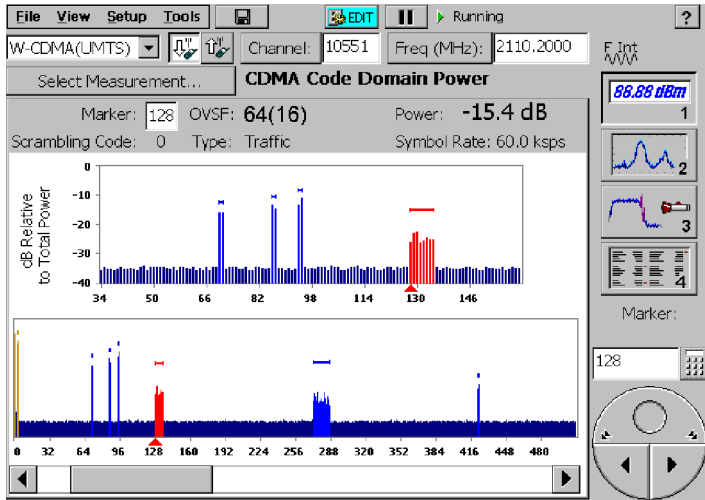 File View Setup Tools EDIT Running ?
W-CDMA(UMTS) Channel: 10551 Freq (MHz): 2110.2000 F Int
Select Measurement... CDMA Code Domain Power
88.88 dBm
1
Marker: 128 OVSF: 64(16) Power: -15.4 dB
Scrambling Code: 0 Type: Traffic Symbol Rate: 60.0 ksps
2
3
4
dB Relative
to Total Power
0
-10
-20
-30
-40
34 50 66 82 98 114 130 146
Marker:
128
0 32 64 96 128 160 192 224 256 288 320 352 384 416 448 480